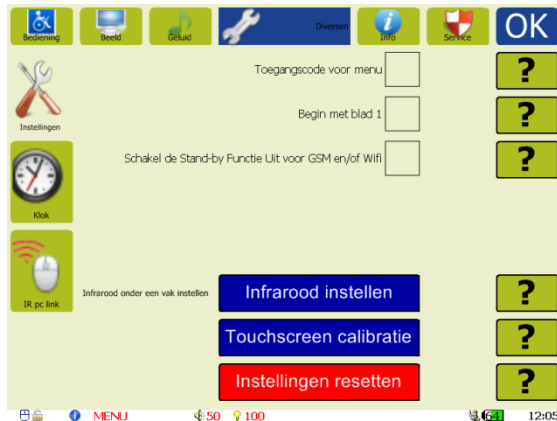 Bediening Beeld Geluid Diversen Info Service OK
Toegangscode voor menu ?
Instellingen
Begin met blad 1 ?
Schakel de Stand-by Functie Uit voor GSM en/of Wifi ?
Klok
IR pc link
Infrarood onder een vak instellen Infrarood instellen ?
Touchscreen calibratie ?
Instellingen resetten ?
MENU 50 100 64 12:05